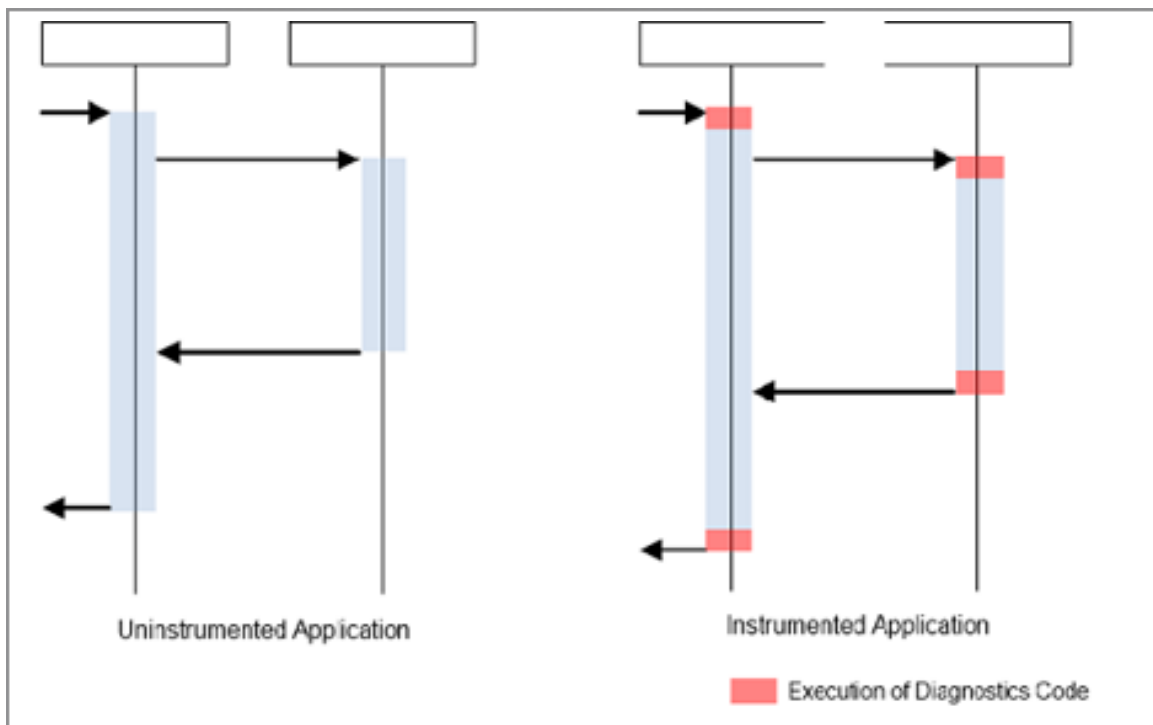 Uninstrumented Application
Instrumented Application
Execution of Diagnostics Code